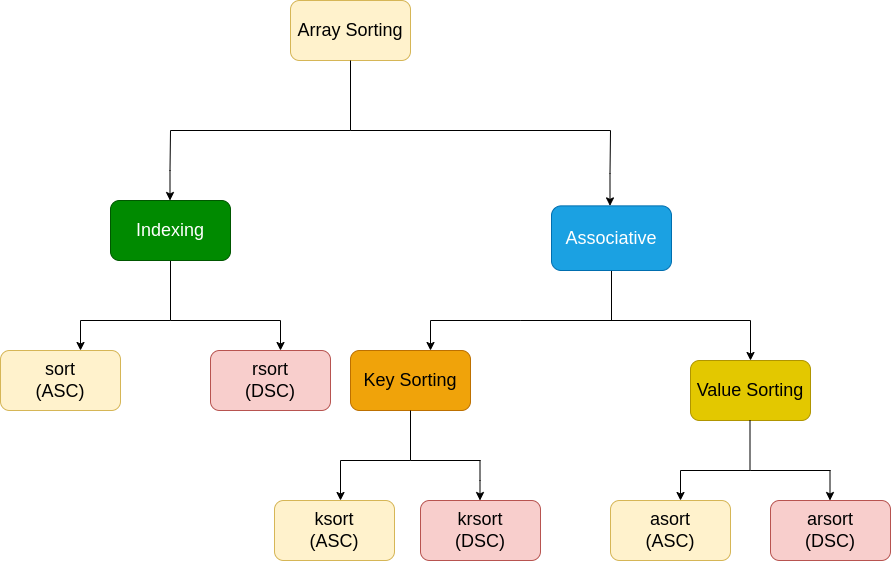 Array Sorting
Indexing
Associative
sort
(ASC)
rsort
(DSC)
Key Sorting
Value Sorting
ksort
(ASC)
krsort
(DSC)
asort
(ASC)
arsort
(DSC)